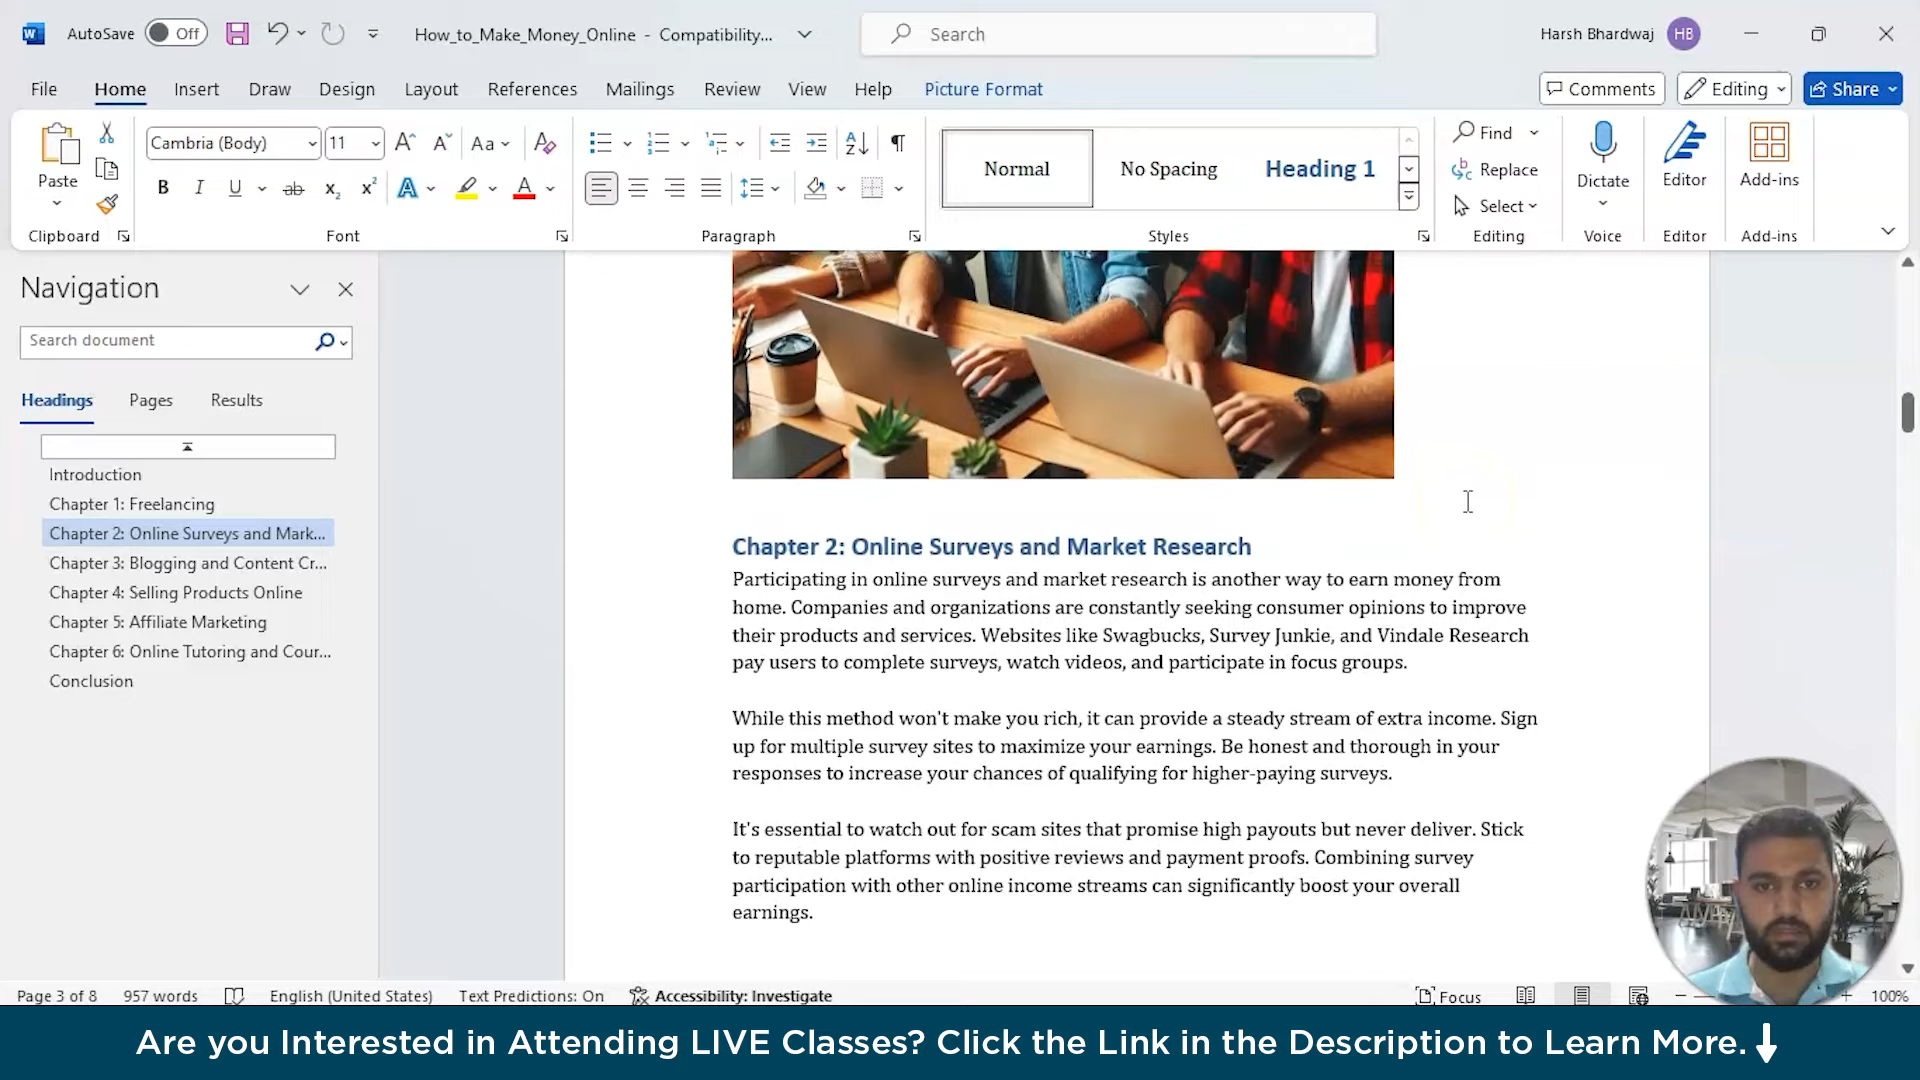 AutoSave Off How_to_Make_Money_Online - Compatibility... Search Harsh Bhardwaj HB
File Home Insert Draw Design Layout References Mailings Review View Help Picture Format Comments Editing Share
Paste
Clipboard
Cambria (Body) 11 A A Aa A
B I U ab x₂ x² A A
Font
Paragraph
Normal No Spacing Heading 1
Styles
Find
Replace
Select
Editing
Dictate
Voice
Editor
Editor
Add-ins
Add-ins
Navigation
Search document
Headings Pages Results
Introduction
Chapter 1: Freelancing
Chapter 2: Online Surveys and Mark...
Chapter 3: Blogging and Content Cr...
Chapter 4: Selling Products Online
Chapter 5: Affiliate Marketing
Chapter 6: Online Tutoring and Cour...
Conclusion
Chapter 2: Online Surveys and Market Research
Participating in online surveys and market research is another way to earn money from
home. Companies and organizations are constantly seeking consumer opinions to improve
their products and services. Websites like Swagbucks, Survey Junkie, and Vindale Research
pay users to complete surveys, watch videos, and participate in focus groups.
While this method won't make you rich, it can provide a steady stream of extra income. Sign
up for multiple survey sites to maximize your earnings. Be honest and thorough in your
responses to increase your chances of qualifying for higher-paying surveys.
It's essential to watch out for scam sites that promise high payouts but never deliver. Stick
to reputable platforms with positive reviews and payment proofs. Combining survey
participation with other online income streams can significantly boost your overall
earnings.
Page 3 of 8 957 words English (United States) Text Predictions: On Accessibility: Investigate Focus 100%
Are you Interested in Attending LIVE Classes? Click the Link in the Description to Learn More.